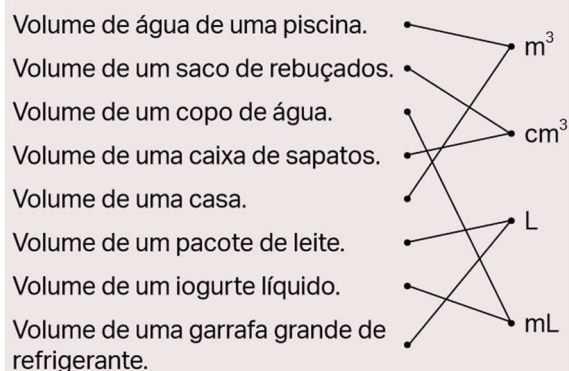 Volume de água de uma piscina.
m³
Volume de um saco de rebuçados.
Volume de um copo de água.
cm³
Volume de uma caixa de sapatos.
Volume de uma casa.
L
Volume de um pacote de leite.
Volume de um iogurte líquido.
mL
Volume de uma garrafa grande de
refrigerante.